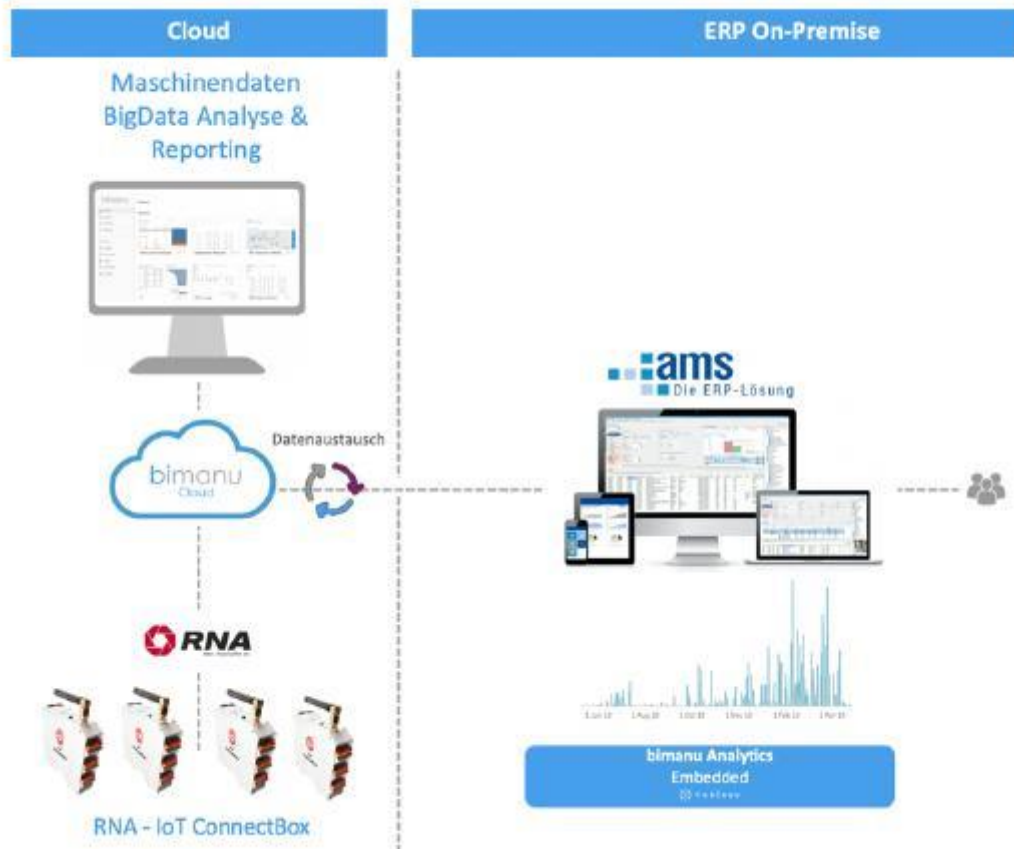 Cloud
ERP On-Premise
Maschinendaten
BigData Analyse &
Reporting
ams
Die ERP-Lösung
Datenaustausch
bimanu
Cloud
RNA
RNA - IoT ConnectBox
bimanu Analytics
Embedded